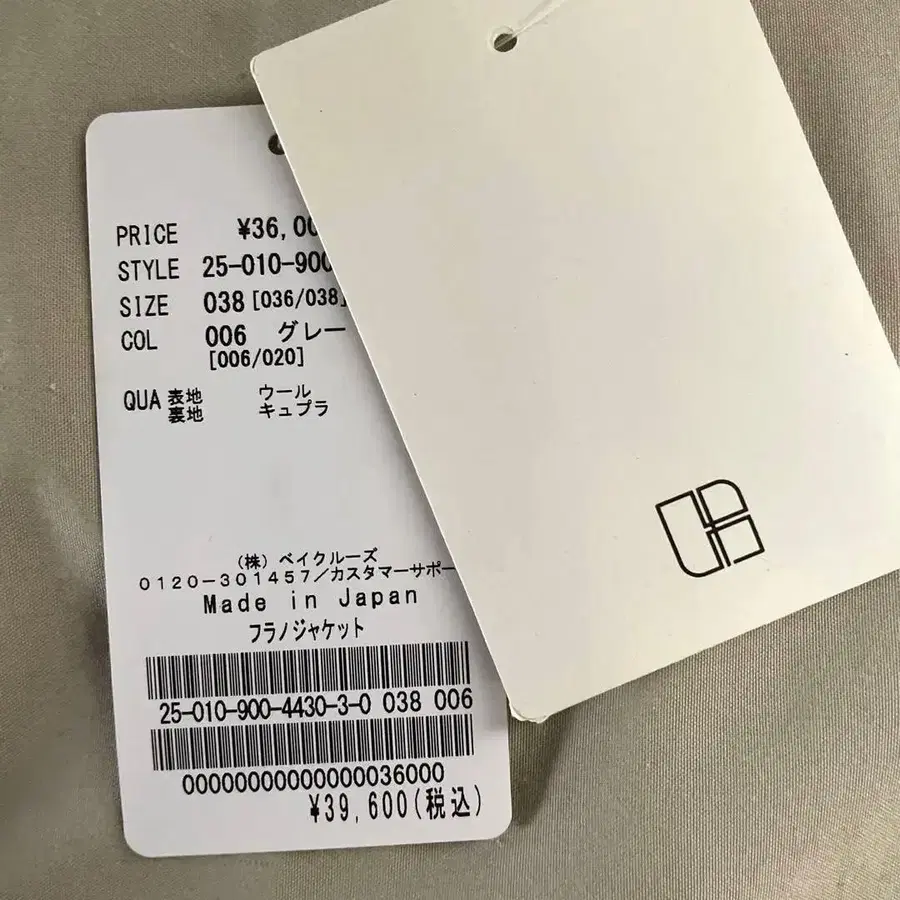 PRICE ¥36,00
STYLE 25-010-900
SIZE 038 [036/038]
COL 006 グレー
[006/020]
QUA 表地 ウール
裏地 キュプラ
(株) ベイクルーズ
0120-301457/カスタマーサポー
Made in Japan
フラノジャケット
25-010-900-4430-3-0 038 006
00000000000000036000
¥39,600(税込)